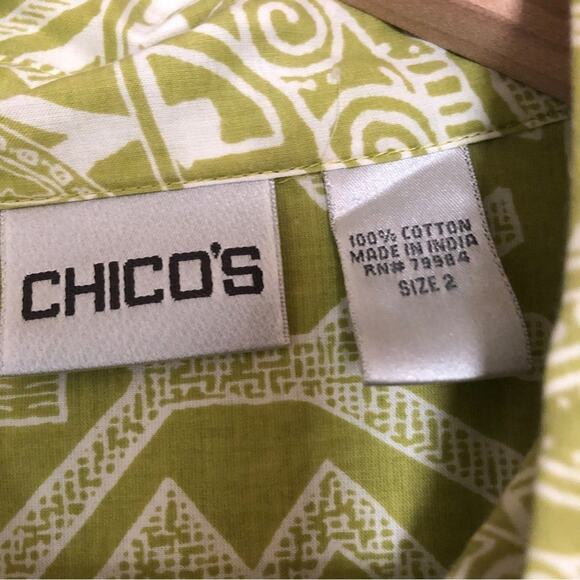 CHICO'S
100% COTTON
MADE IN INDIA
RN# 79984
SIZE 2